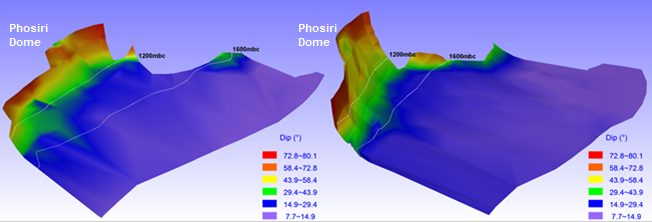 Phosiri
Dome
1200mbc
1600mbc
Dip (°)
72.8~80.1
58.4~72.8
43.9~58.4
29.4~43.9
14.9~29.4
7.7~14.9
Phosiri
Dome
1200mbc
1600mbc
Dip (°)
72.8~80.1
58.4~72.8
43.9~58.4
29.4~43.9
14.9~29.4
7.7~14.9